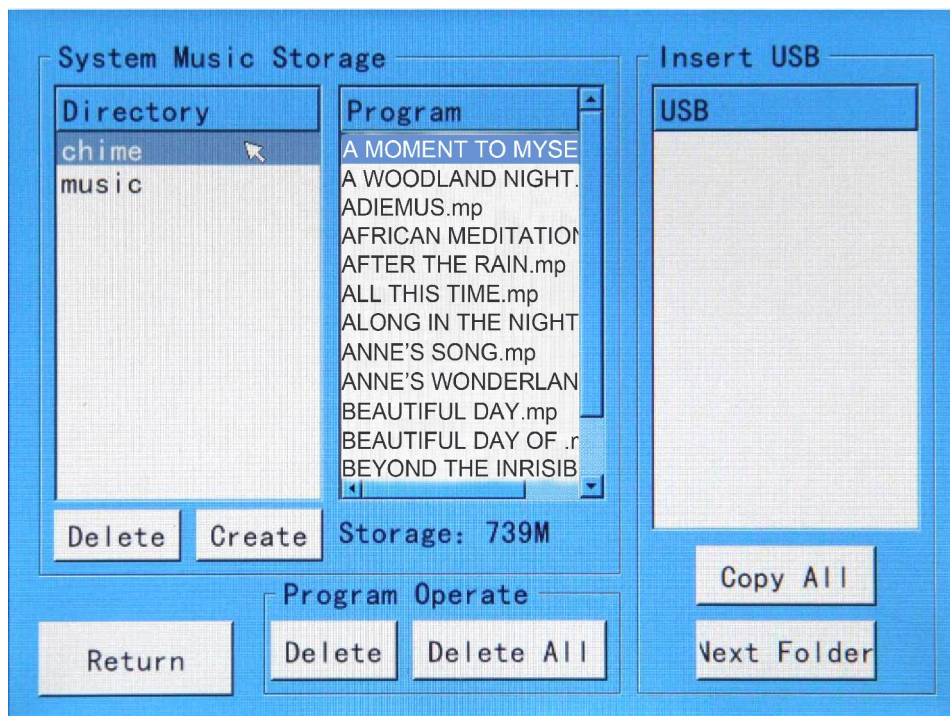 System Music Storage
Directory
chime
music
Delete
Create
Program
A MOMENT TO MYSE
A WOODLAND NIGHT.
ADIEMUS.mp
AFRICAN MEDITATION
AFTER THE RAIN.mp
ALL THIS TIME.mp
ALONG IN THE NIGHT
ANNE'S SONG.mp
ANNE'S WONDERLAN
BEAUTIFUL DAY.mp
BEAUTIFUL DAY OF .r
BEYOND THE INRISIB
Storage: 739M
Insert USB
USB
Copy All
Next Folder
Program Operate
Delete
Delete All
Return